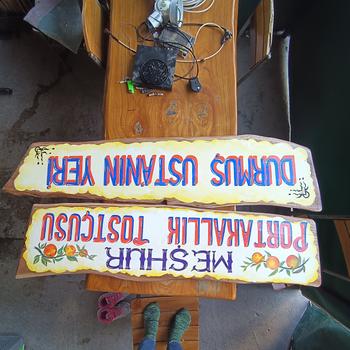 MEŞHUR
PORTAKALLIK TOSTÇUSU
DURMUŞ USTANIN YERİ